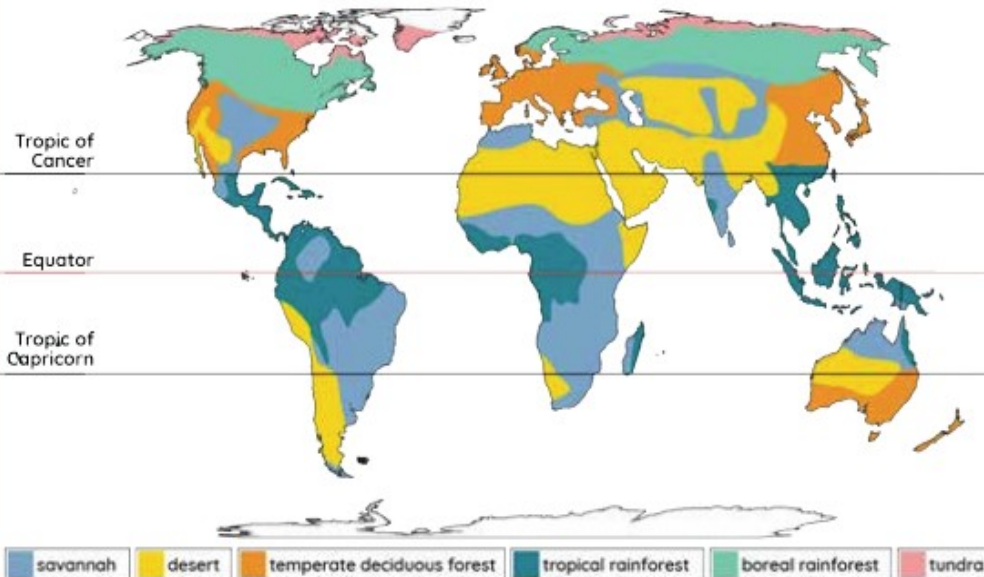 Tropic of
Cancer
Equator
Tropic of
Capricorn
savannah
desert
temperate deciduous forest
tropical rainforest
boreal rainforest
tundra